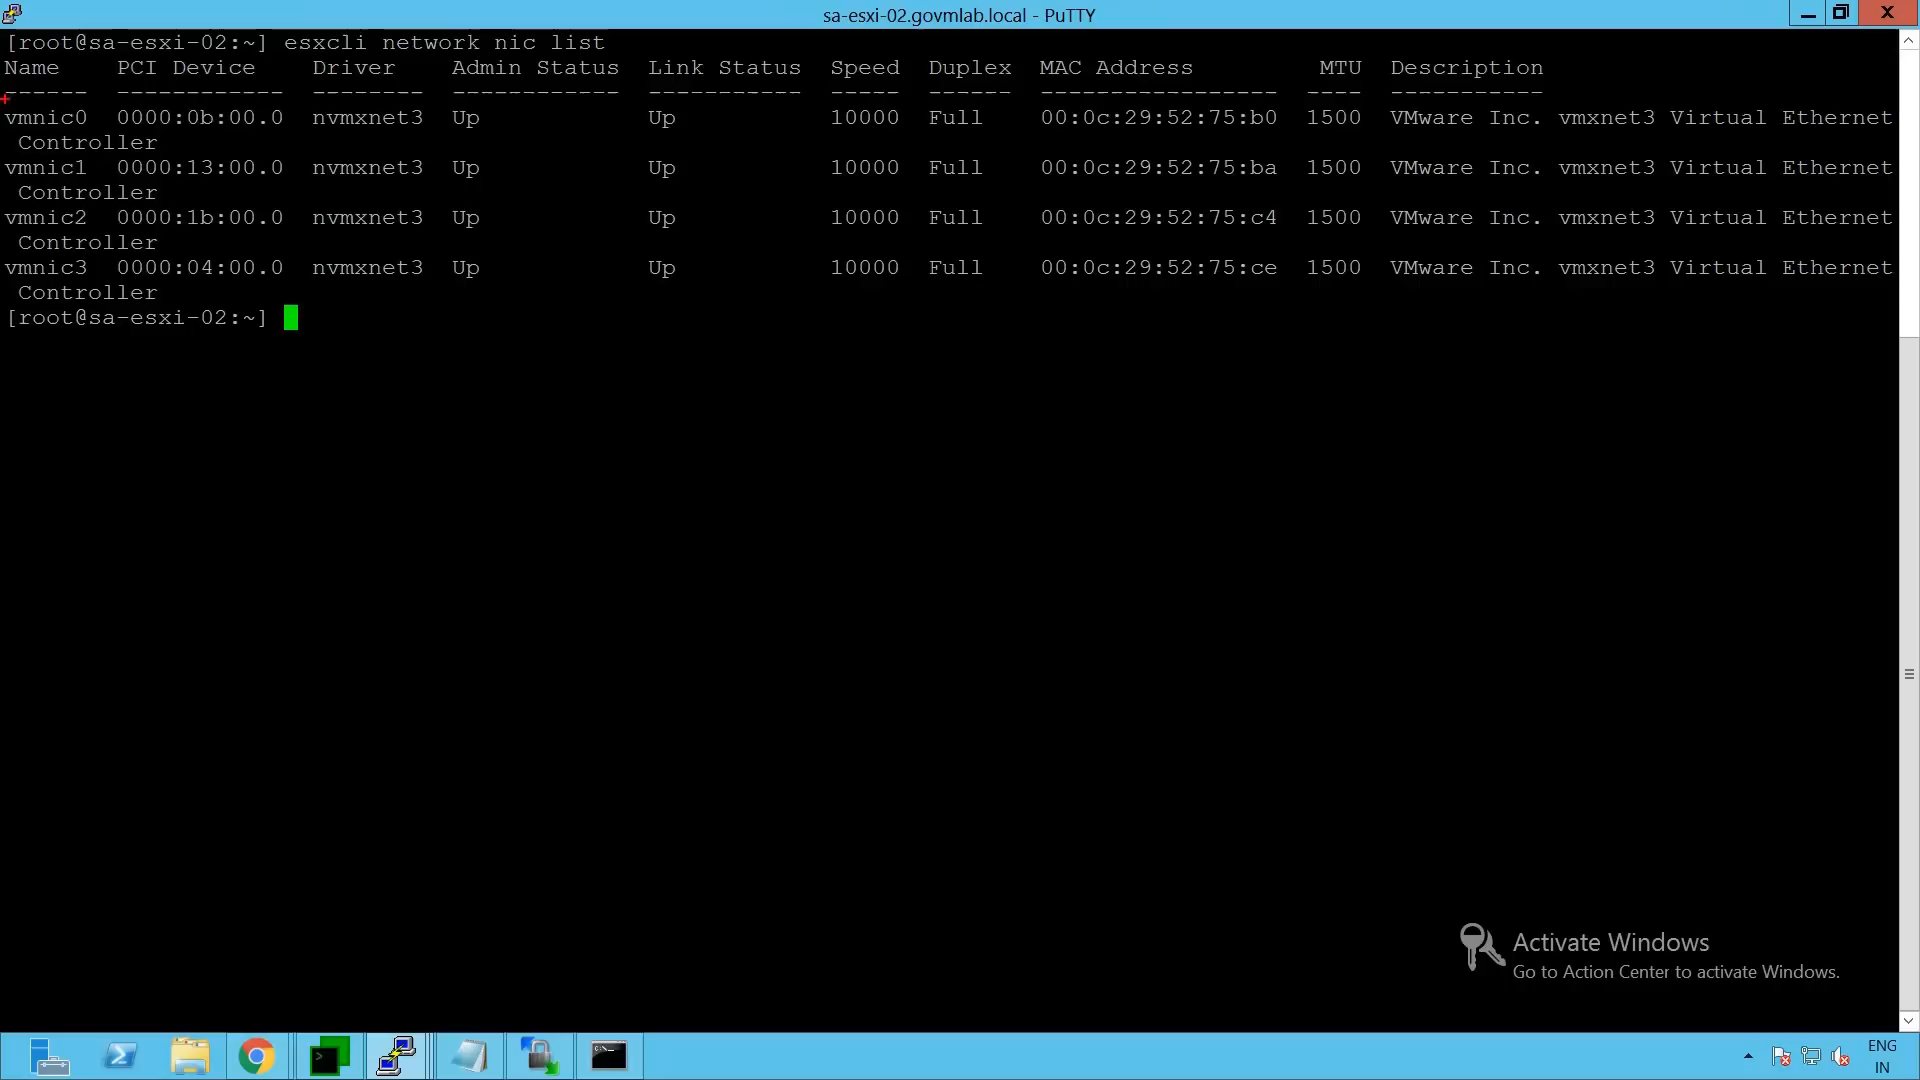 sa-esxi-02.govmlab.local - PuTTY
[root@sa-esxi-02:~] esxcli network nic list
Name    PCI Device    Driver    Admin Status  Link Status  Speed  Duplex  MAC Address         MTU  Description
------  ------------  --------  ------------  -----------  -----  ------  -----------------  ----  -----------
vmnic0  0000:0b:00.0  nvmxnet3  Up            Up           10000  Full    00:0c:29:52:75:b0  1500  VMware Inc. vmxnet3 Virtual Ethernet
 Controller
vmnic1  0000:13:00.0  nvmxnet3  Up            Up           10000  Full    00:0c:29:52:75:ba  1500  VMware Inc. vmxnet3 Virtual Ethernet
 Controller
vmnic2  0000:1b:00.0  nvmxnet3  Up            Up           10000  Full    00:0c:29:52:75:c4  1500  VMware Inc. vmxnet3 Virtual Ethernet
 Controller
vmnic3  0000:04:00.0  nvmxnet3  Up            Up           10000  Full    00:0c:29:52:75:ce  1500  VMware Inc. vmxnet3 Virtual Ethernet
 Controller
[root@sa-esxi-02:~]
Activate Windows
Go to Action Center to activate Windows.
ENG
IN